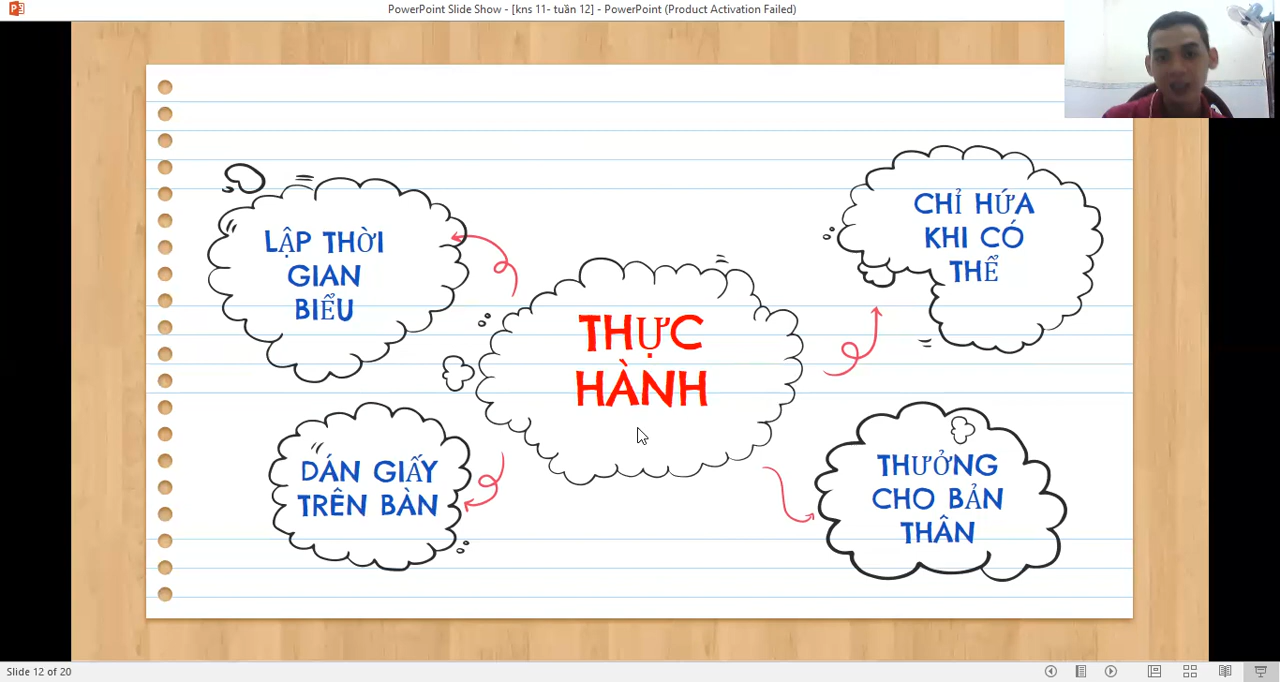 PowerPoint Slide Show - [kns 11- tuần 12] - PowerPoint (Product Activation Failed)
LẬP THỜI
GIAN
BIỂU
CHỈ HỨA
KHI CÓ
THỂ
THỰC
HÀNH
DÁN GIẤY
TRÊN BÀN
THƯỞNG
CHO BẢN
THÂN
Slide 12 of 20